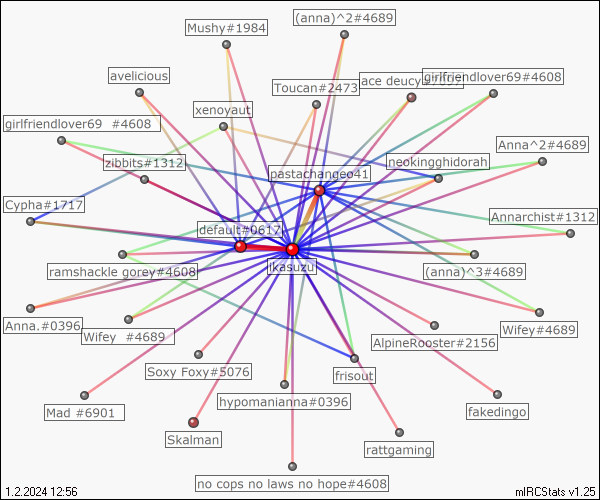 (anna)^2#4689
Mushy#1984
avelicious
Toucan#2473
girlfriendlover69#4608
xenoyaut
girlfriendlover69 #4608
Anna^2#4689
zibbits#1312
neokingghidorah
pastachangeo41
Cypha#1717
Annarchist#1312
default#0617
ramshackle gorey#4608
ikasuzu
(anna)^3#4689
Anna.#0396
Wifey #4689
Wifey#4689
AlpineRooster#2156
Soxy Foxy#5076
frisout
hypomanianna#0396
Mad #6901
fakedingo
Skalman
rattgaming
no cops no laws no hope#4608
1.2.2024 12:56
mIRCStats v1.25